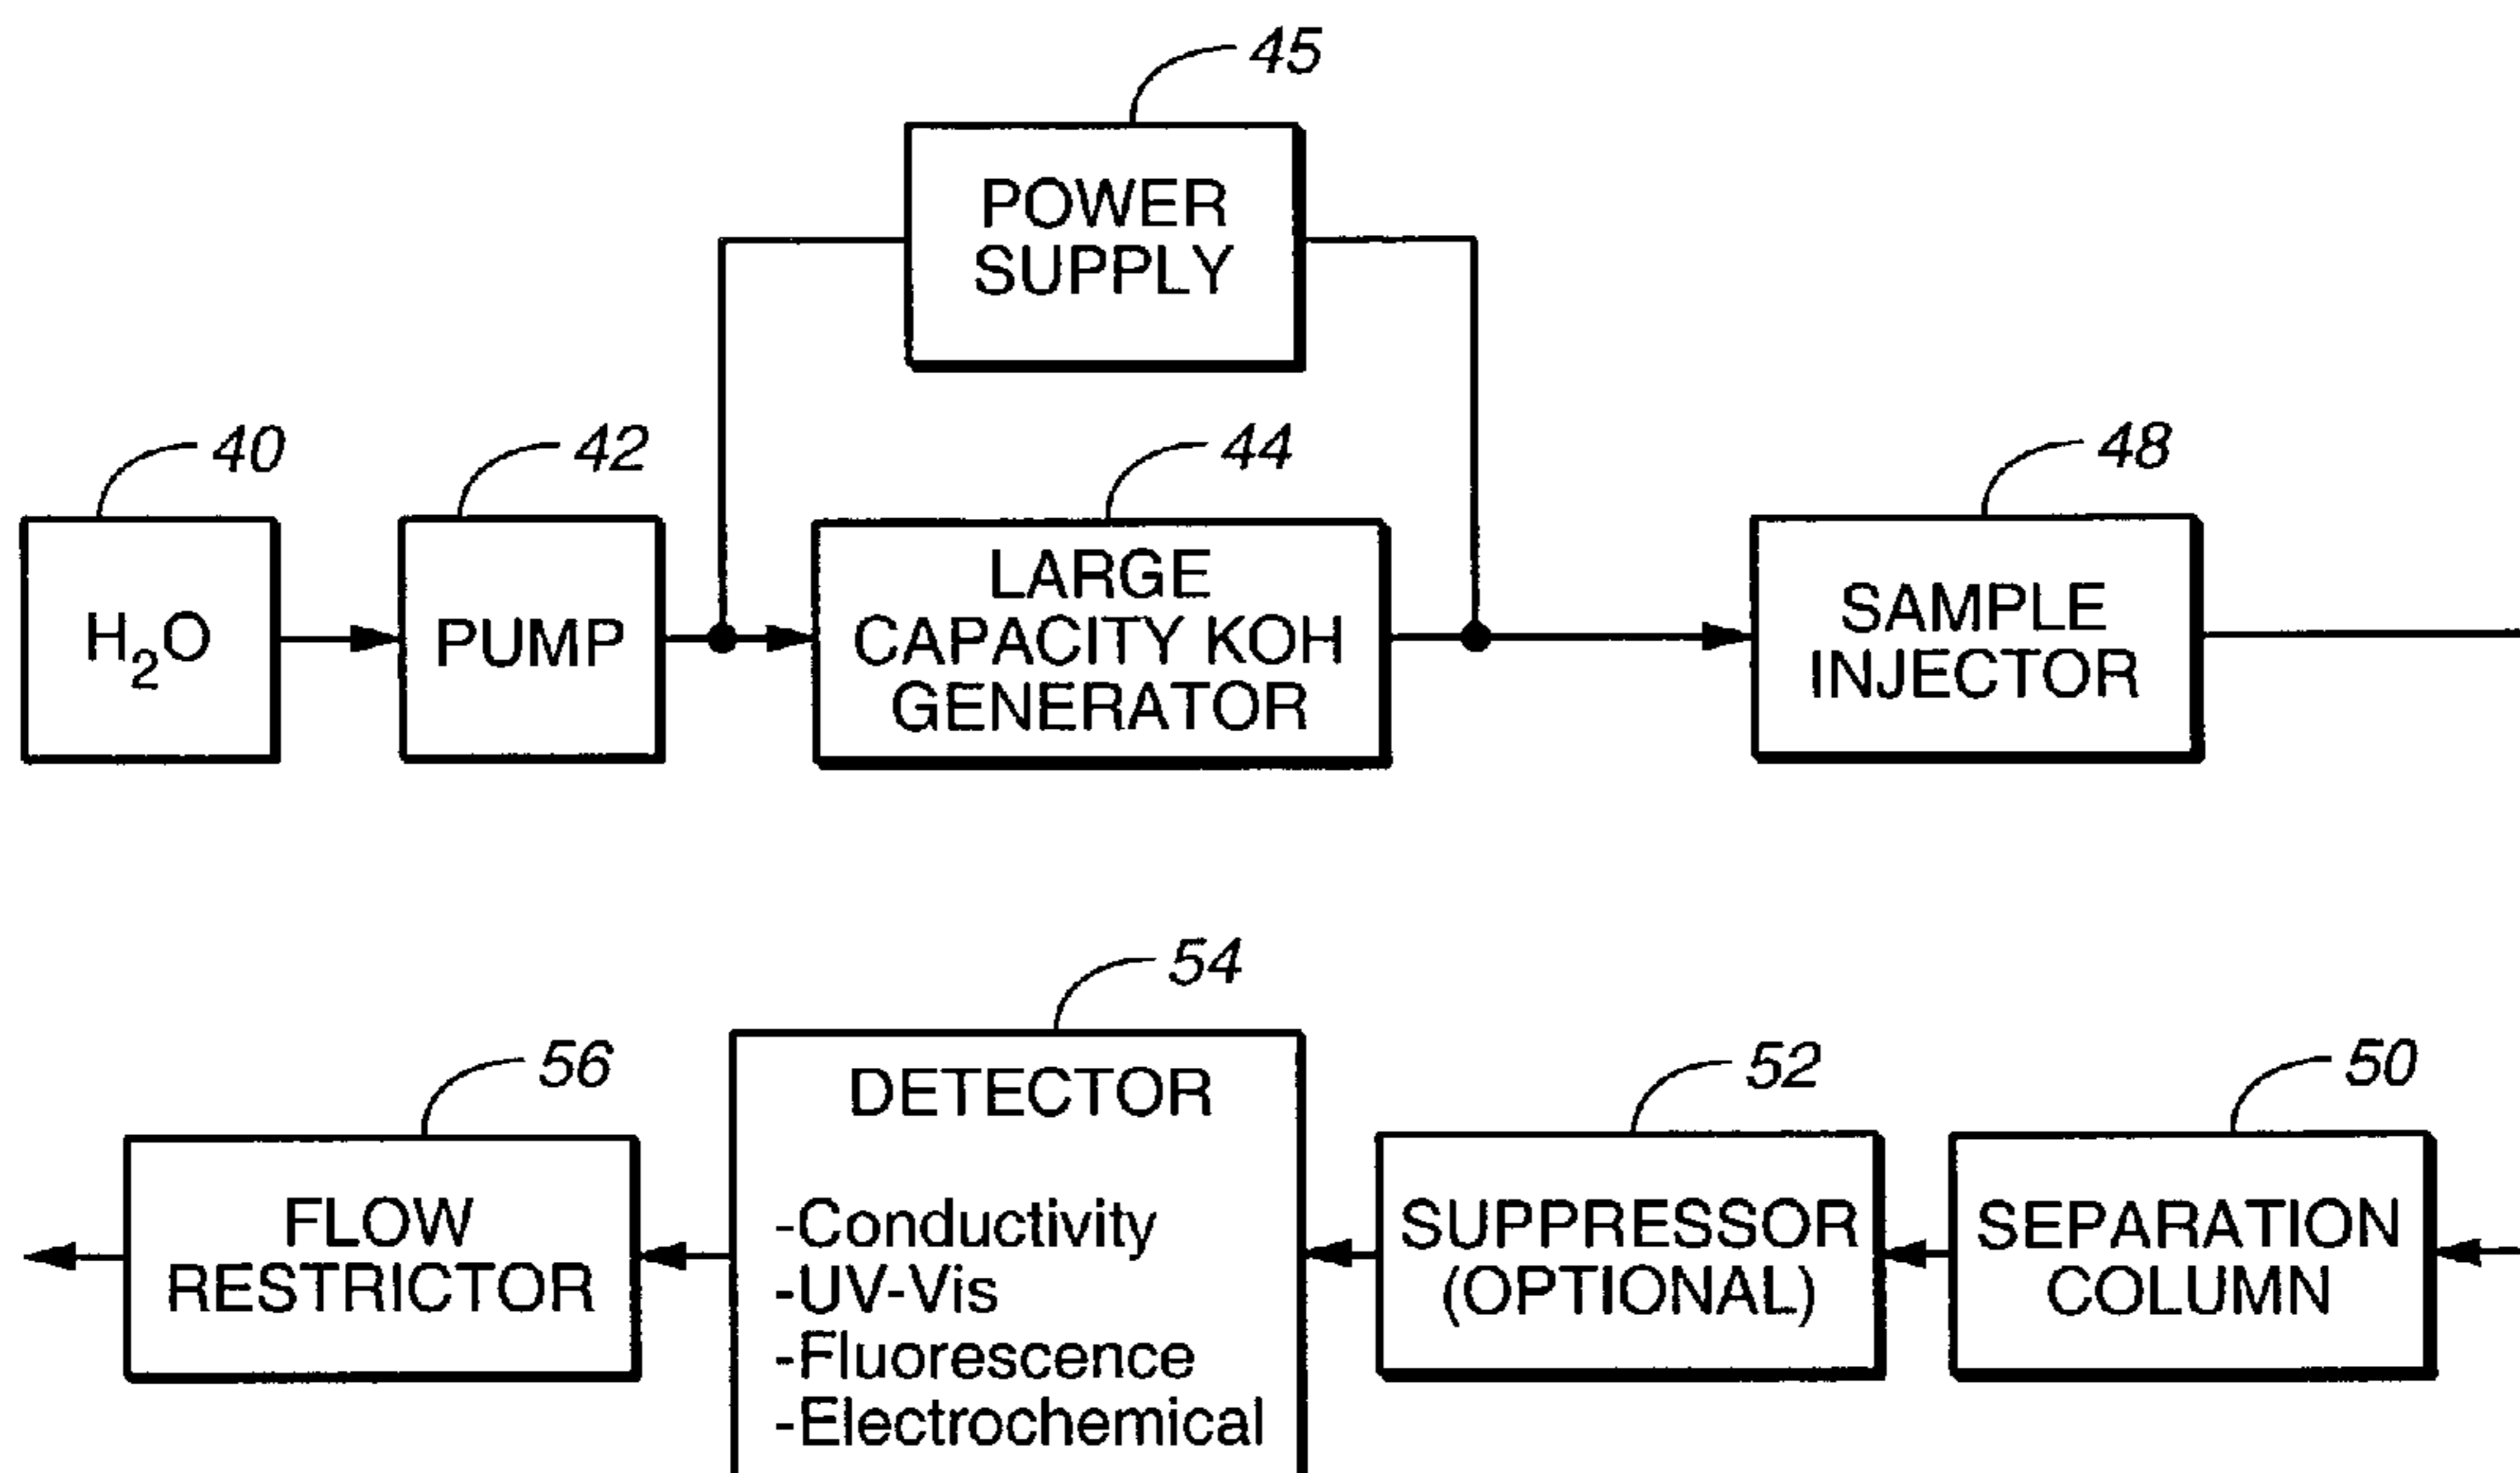 45
POWER
SUPPLY
40
42
44
48
H₂O
PUMP
LARGE
CAPACITY KOH
GENERATOR
SAMPLE
INJECTOR
54
56
52
50
DETECTOR
-Conductivity
-UV-Vis
-Fluorescence
-Electrochemical
FLOW
RESTRICTOR
SUPPRESSOR
(OPTIONAL)
SEPARATION
COLUMN